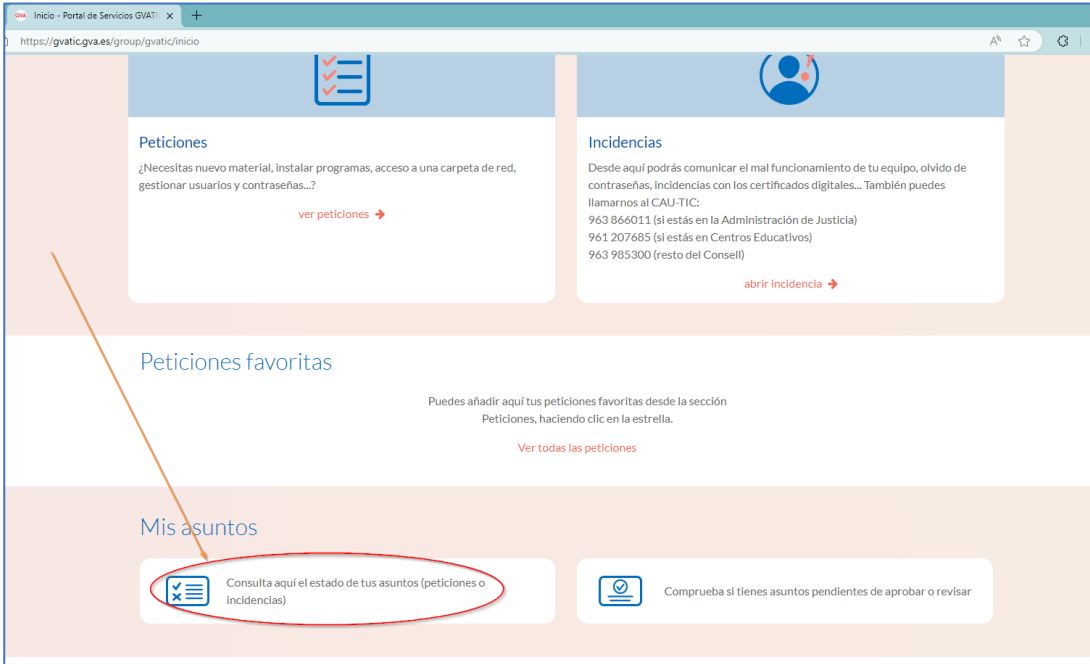 GVA Inicio - Portal de Servicios GVATI
https://gvatic.gva.es/group/gvatic/inicio
Peticiones
¿Necesitas nuevo material, instalar programas, acceso a una carpeta de red,
gestionar usuarios y contraseñas...?
ver peticiones
Incidencias
Desde aquí podrás comunicar el mal funcionamiento de tu equipo, olvido de
contraseñas, incidencias con los certificados digitales... También puedes
llamarnos al CAU-TIC:
963 866011 (si estás en la Administración de Justicia)
961 207685 (si estás en Centros Educativos)
963 985300 (resto del Consell)
abrir incidencia
Peticiones favoritas
Puedes añadir aquí tus peticiones favoritas desde la sección
Peticiones, haciendo clic en la estrella.
Ver todas las peticiones
Mis asuntos
Consulta aquí el estado de tus asuntos (peticiones o
incidencias)
Comprueba si tienes asuntos pendientes de aprobar o revisar